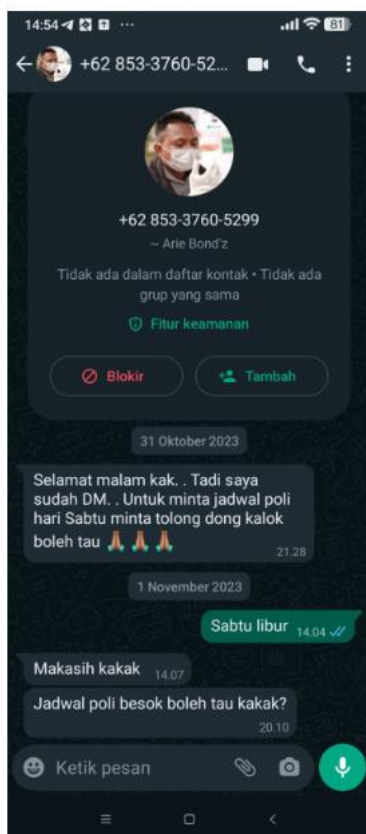 14:54
81
+62 853-3760-52...
+62 853-3760-5299
~ Arie Bond'z
Tidak ada dalam daftar kontak • Tidak ada
grup yang sama
Fitur keamanan
Blokir
Tambah
31 Oktober 2023
Selamat malam kak. . Tadi saya
sudah DM. . Untuk minta jadwal poli
hari Sabtu minta tolong dong kalok
boleh tau 🙏🏽 🙏🏽 🙏🏽
21.28
1 November 2023
Sabtu libur 14.04
Makasih kakak 14.07
Jadwal poli besok boleh tau kakak?
20.10
Ketik pesan